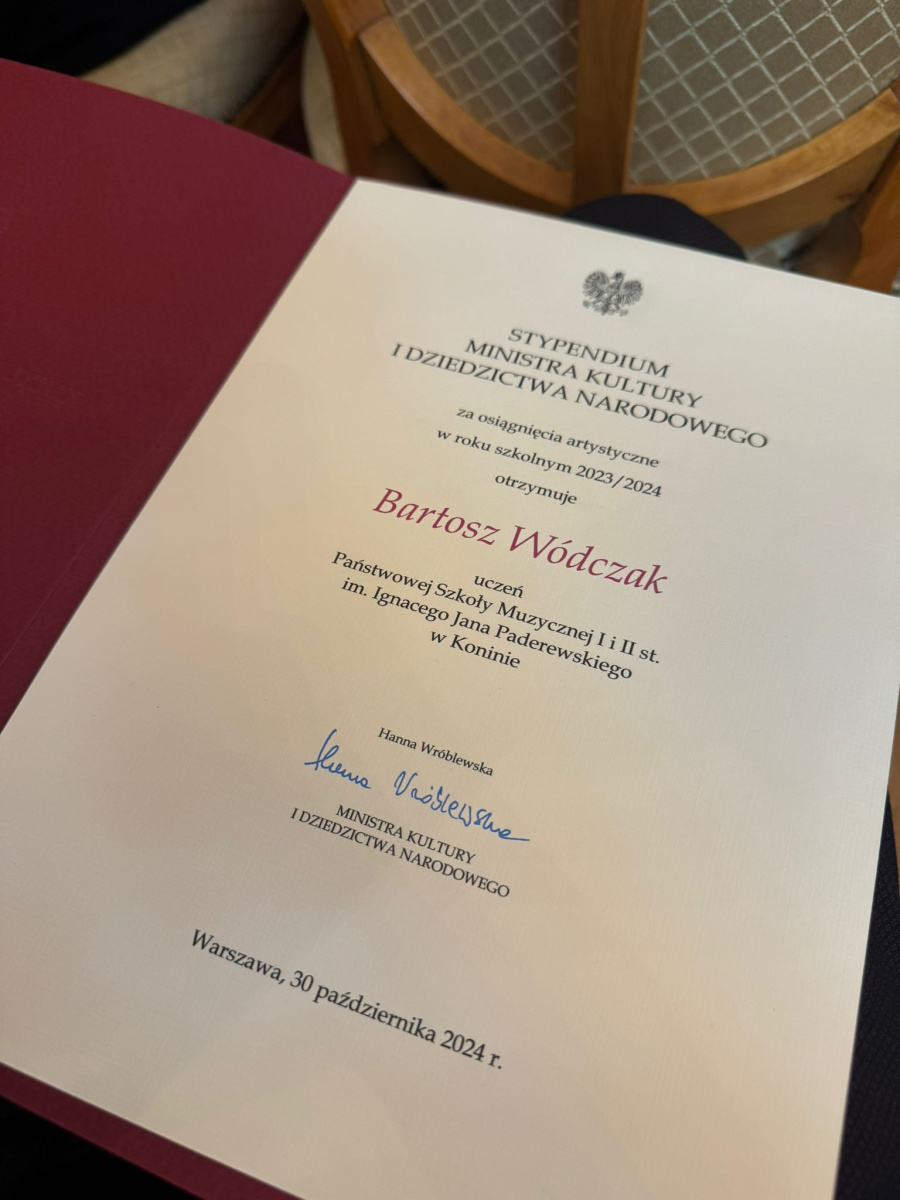 STYPENDIUM
MINISTRA KULTURY
I DZIEDZICTWA NARODOWEGO
za osiągnięcia artystyczne
w roku szkolnym 2023/2024
otrzymuje
Bartosz Wódczak
uczeń
Państwowej Szkoły Muzycznej I i II st.
im. Ignacego Jana Paderewskiego
w Koninie
Hanna Wróblewska
Hanna Wróblewska
MINISTRA KULTURY
I DZIEDZICTWA NARODOWEGO
Warszawa, 30 października 2024 r.